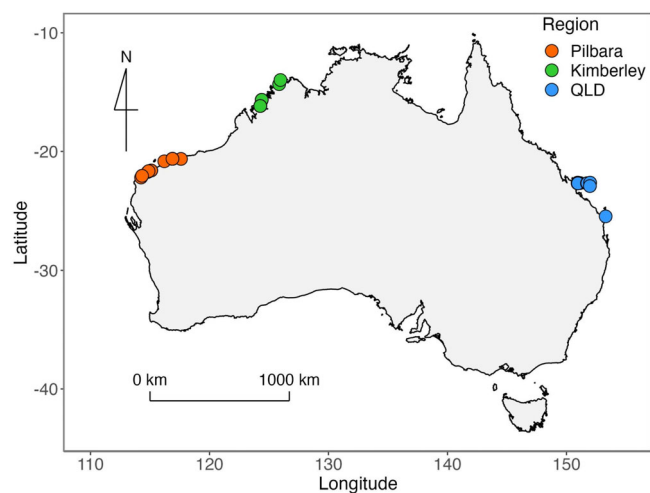 Region
Pilbara
Kimberley
QLD
N
-10
-20
-30
-40
Latitude
0 km 1000 km
110 120 130 140 150
Longitude